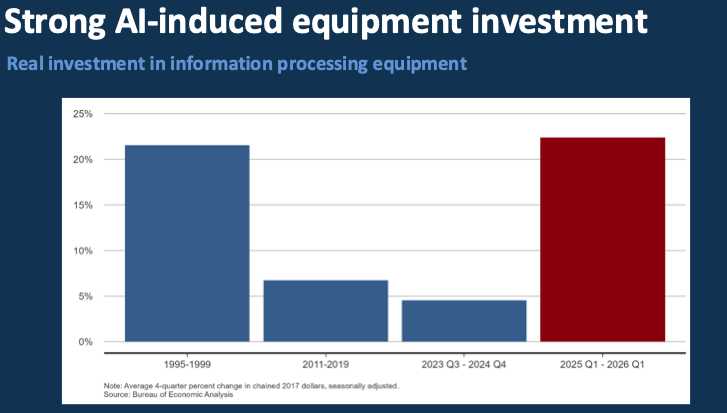 Strong AI-induced equipment investment
Real investment in information processing equipment
25%
20%
15%
10%
5%
0%
1995-1999 2011-2019 2023 Q3 - 2024 Q4 2025 Q1 - 2026 Q1
Note: Average 4-quarter percent change in chained 2017 dollars, seasonally adjusted.
Source: Bureau of Economic Analysis